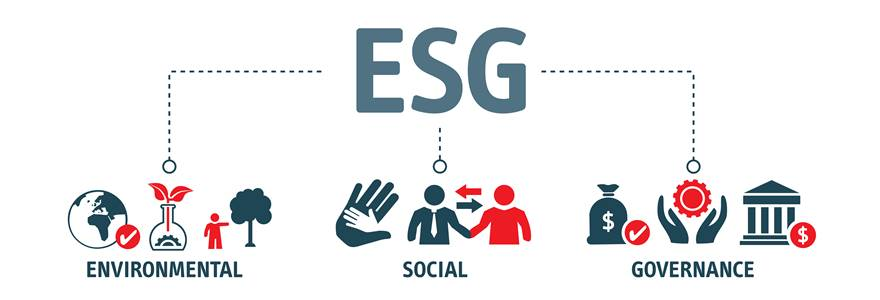 ESG
ENVIRONMENTAL
SOCIAL
$
$
GOVERNANCE